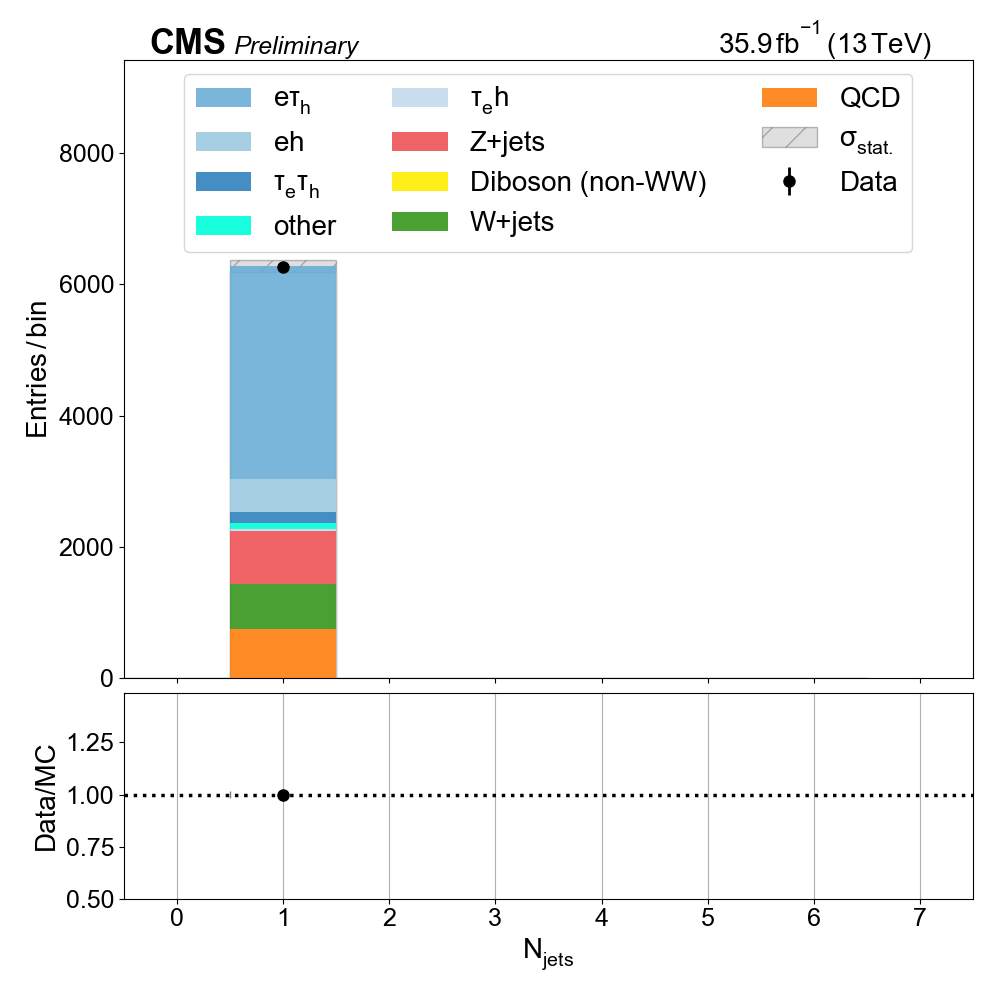 CMS Preliminary 35.9 fb⁻¹ (13 TeV)
eτₕ
eh
τₑτₕ
other
τₑh
Z+jets
Diboson (non-WW)
W+jets
QCD
σstat.
Data
Entries / bin
8000
6000
4000
2000
0
Data/MC
1.25
1.00
0.75
0.50
0 1 2 3 4 5 6 7
Njets